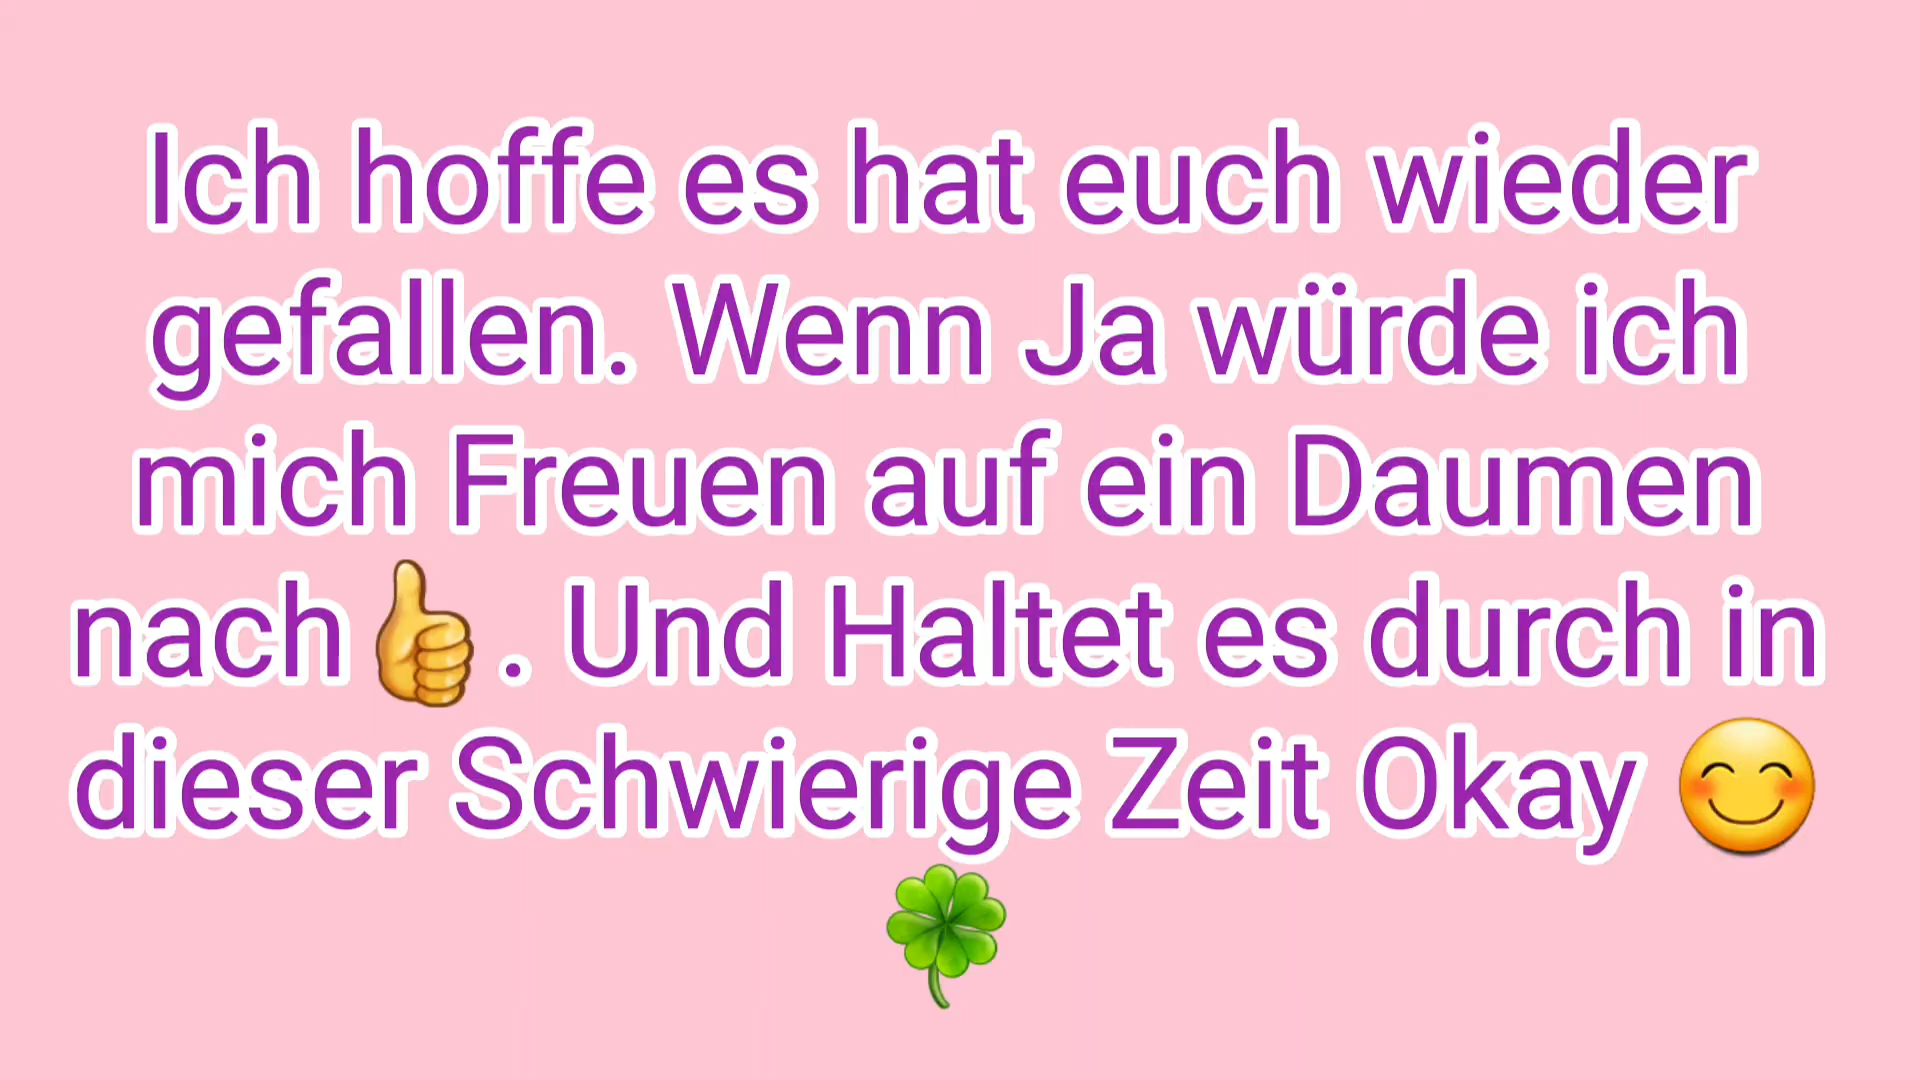 Ich hoffe es hat euch wieder
gefallen. Wenn Ja würde ich
mich Freuen auf ein Daumen
nach👍. Und Haltet es durch in
dieser Schwierige Zeit Okay 😊
🍀